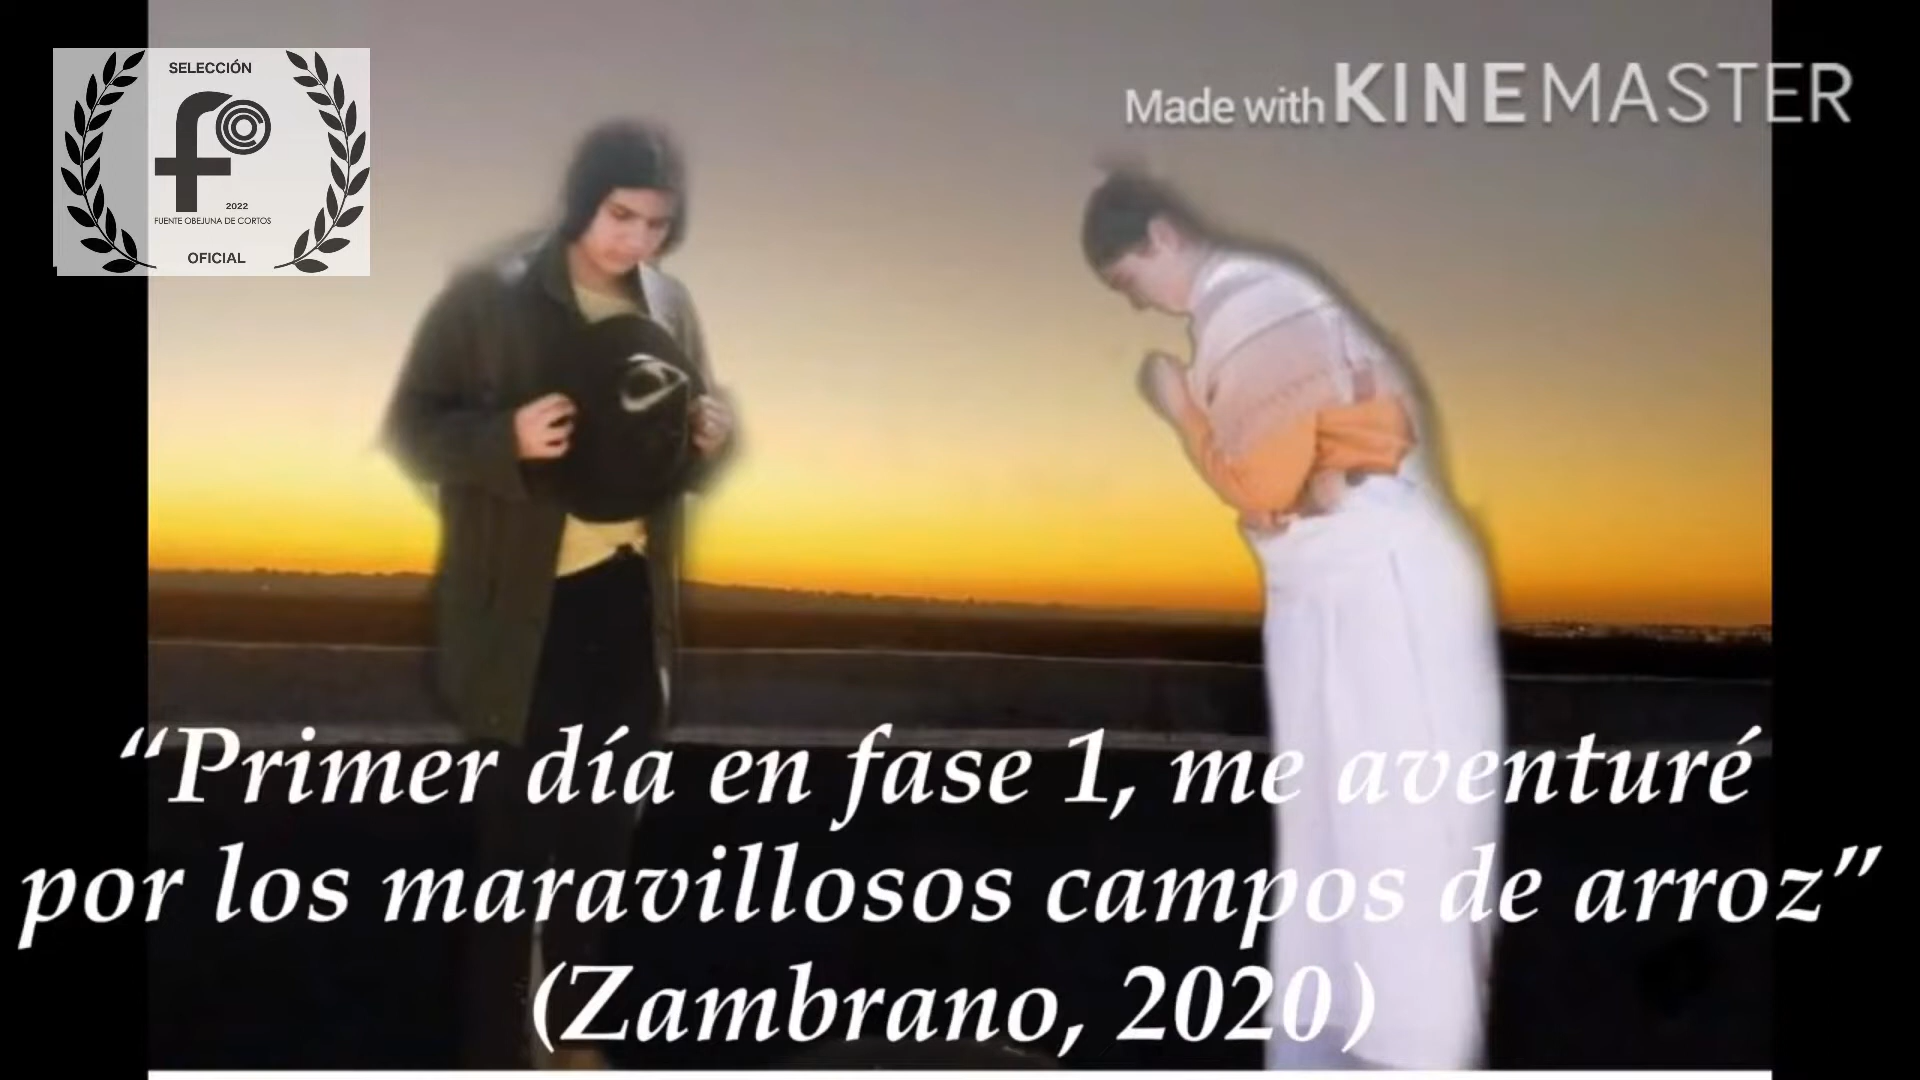 SELECCIÓN
2022
FUENTE OBEJUNA DE CORTOS
OFICIAL
Made with KINEMASTER
“Primer día en fase 1, me aventuré
por los maravillosos campos de arroz”
(Zambrano, 2020)